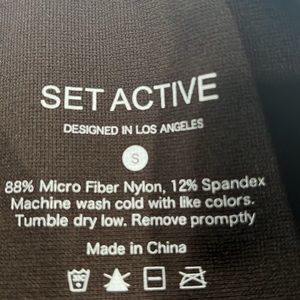 SET ACTIVE
DESIGNED IN LOS ANGELES
S
88% Micro Fiber Nylon, 12% Spandex
Machine wash cold with like colors.
Tumble dry low. Remove promptly
Made in China